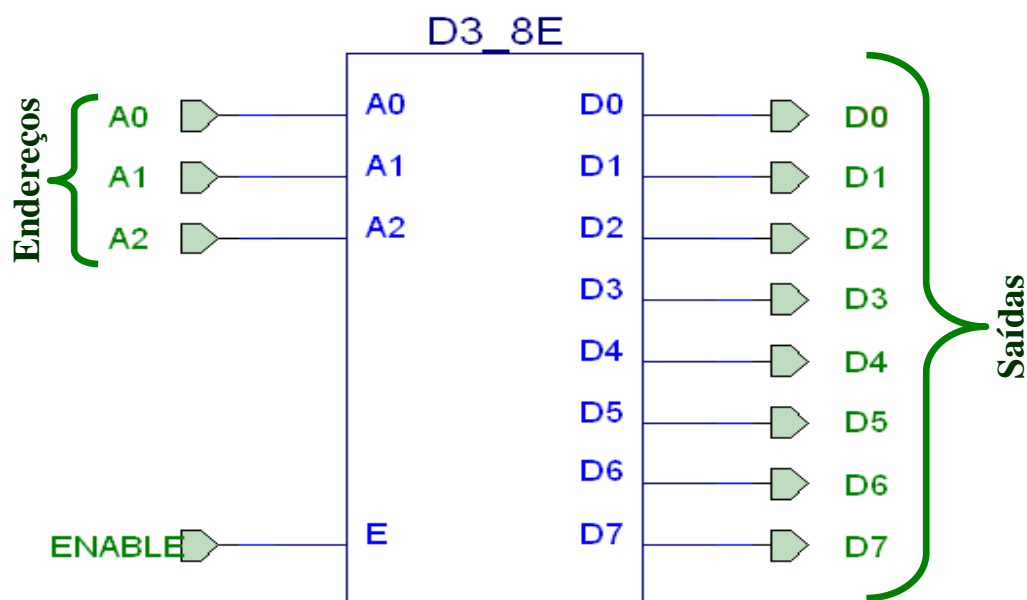 D3_8E
Endereços
A0 A0 D0 D0
A1 A1 D1 D1
A2 A2 D2 D2
D3 D3
D4 D4
D5 D5
D6 D6
ENABLE E D7 D7
Saídas